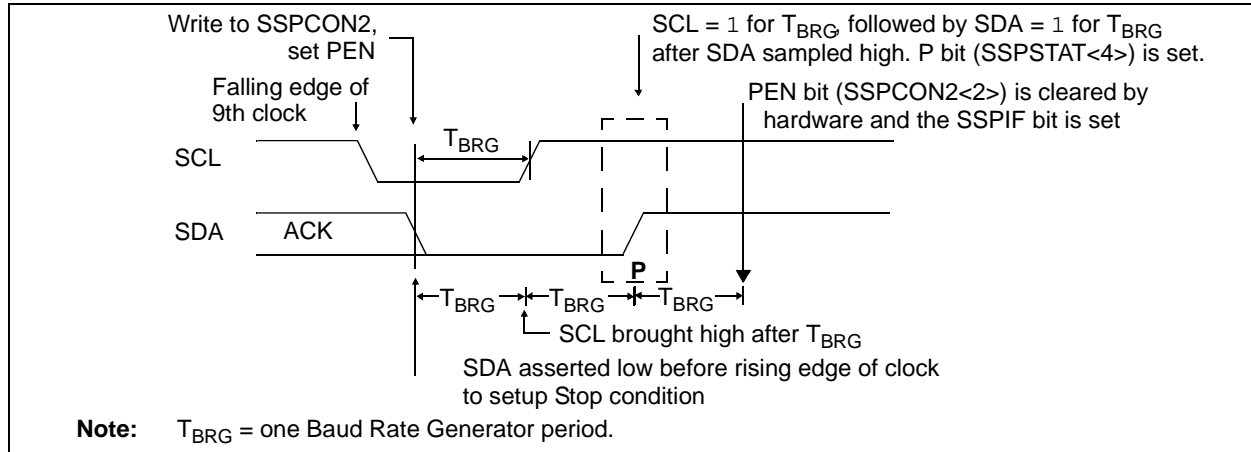 Write to SSPCON2,
set PEN
SCL = 1 for TBRG, followed by SDA = 1 for TBRG
after SDA sampled high. P bit (SSPSTAT<4>) is set.
Falling edge of
9th clock
PEN bit (SSPCON2<2>) is cleared by
hardware and the SSPIF bit is set
TBRG
SCL
SDA
ACK
P
TBRG
TBRG
TBRG
SCL brought high after TBRG
SDA asserted low before rising edge of clock
to setup Stop condition
Note: TBRG = one Baud Rate Generator period.